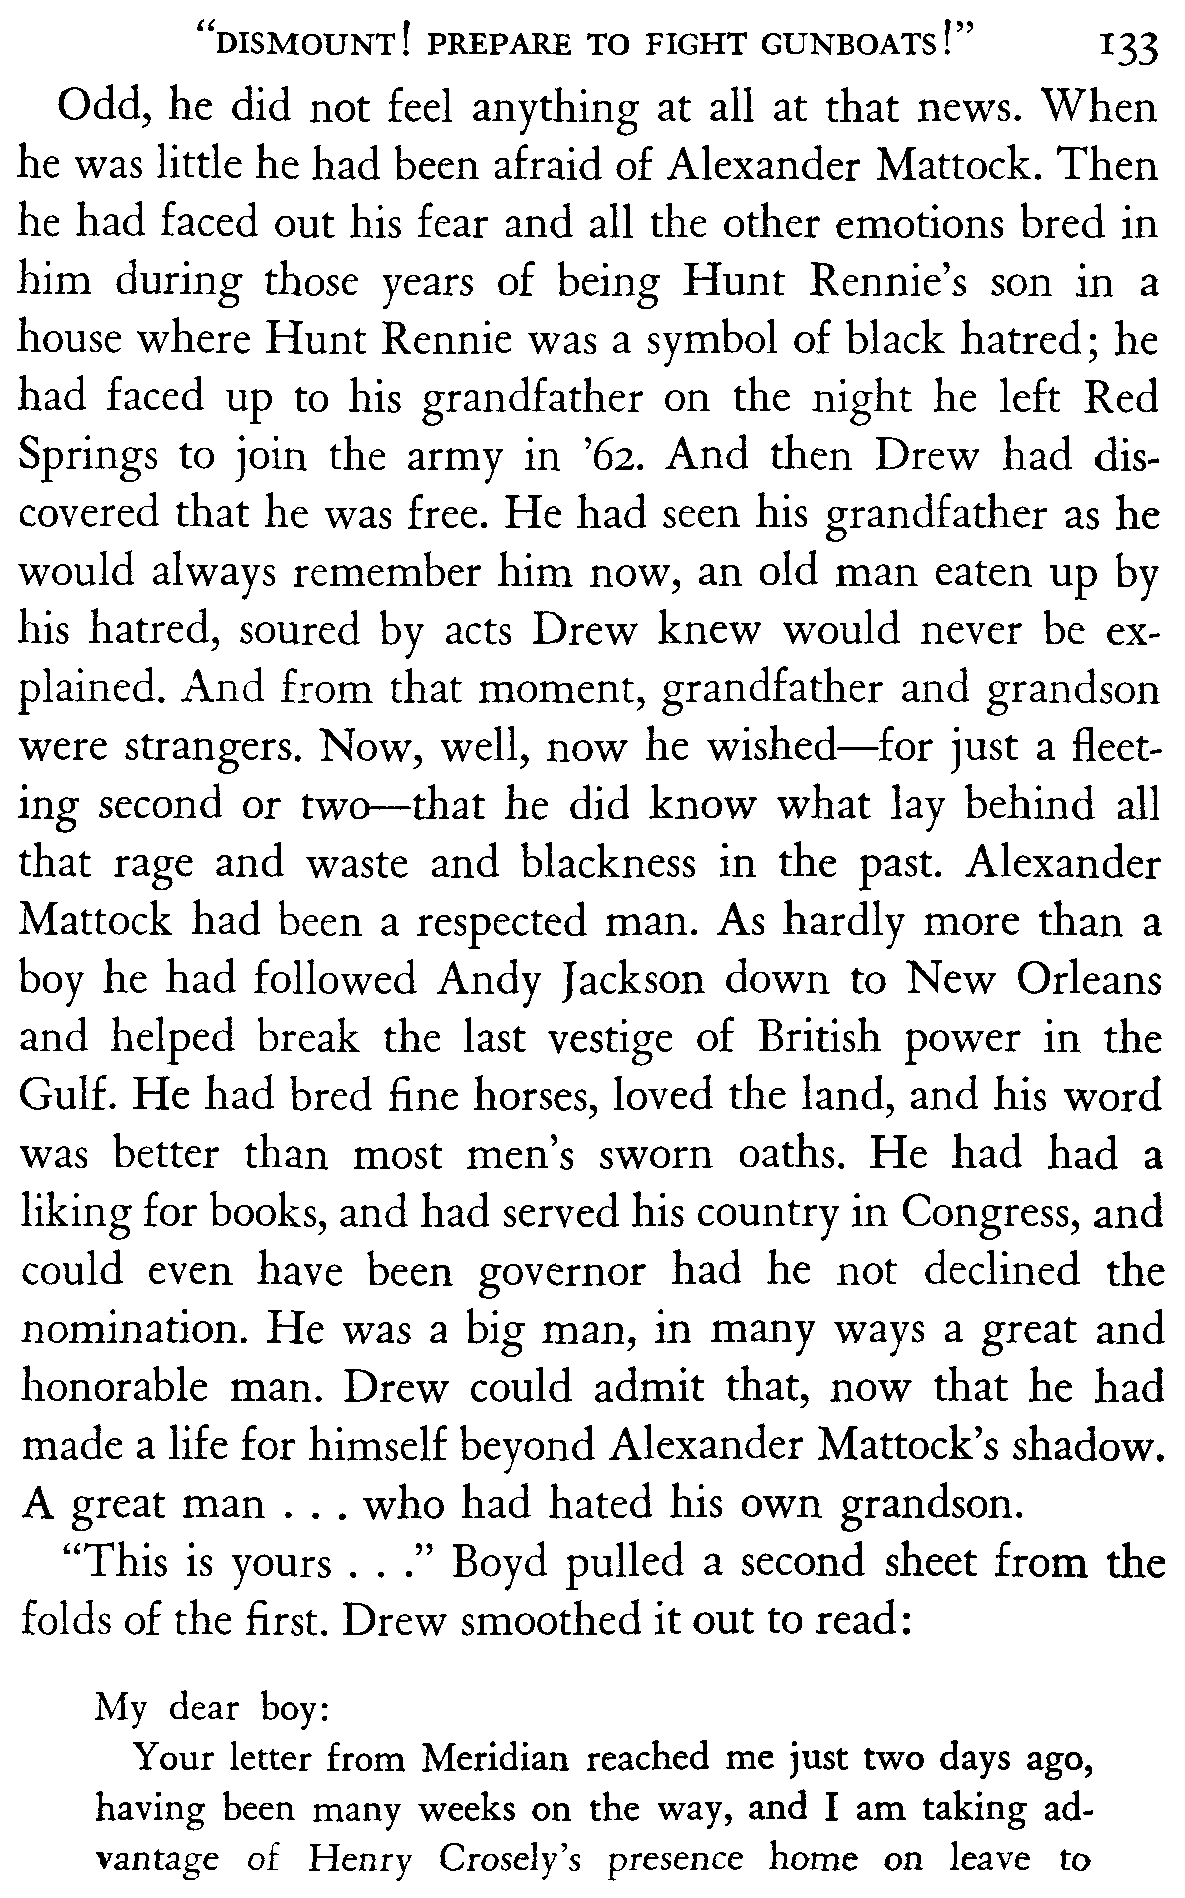 "DISMOUNT! PREPARE TO FIGHT GUNBOATS!" 133
Odd, he did not feel anything at all at that news. When
he was little he had been afraid of Alexander Mattock. Then
he had faced out his fear and all the other emotions bred in
him during those years of being Hunt Rennie's son in a
house where Hunt Rennie was a symbol of black hatred; he
had faced up to his grandfather on the night he left Red
Springs to join the army in '62. And then Drew had dis-
covered that he was free. He had seen his grandfather as he
would always remember him now, an old man eaten up by
his hatred, soured by acts Drew knew would never be ex-
plained. And from that moment, grandfather and grandson
were strangers. Now, well, now he wished—for just a fleet-
ing second or two—that he did know what lay behind all
that rage and waste and blackness in the past. Alexander
Mattock had been a respected man. As hardly more than a
boy he had followed Andy Jackson down to New Orleans
and helped break the last vestige of British power in the
Gulf. He had bred fine horses, loved the land, and his word
was better than most men's sworn oaths. He had had a
liking for books, and had served his country in Congress, and
could even have been governor had he not declined the
nomination. He was a big man, in many ways a great and
honorable man. Drew could admit that, now that he had
made a life for himself beyond Alexander Mattock's shadow.
A great man . . . who had hated his own grandson.
"This is yours . . ." Boyd pulled a second sheet from the
folds of the first. Drew smoothed it out to read:
My dear boy:
Your letter from Meridian reached me just two days ago,
having been many weeks on the way, and I am taking ad-
vantage of Henry Crosely's presence home on leave to